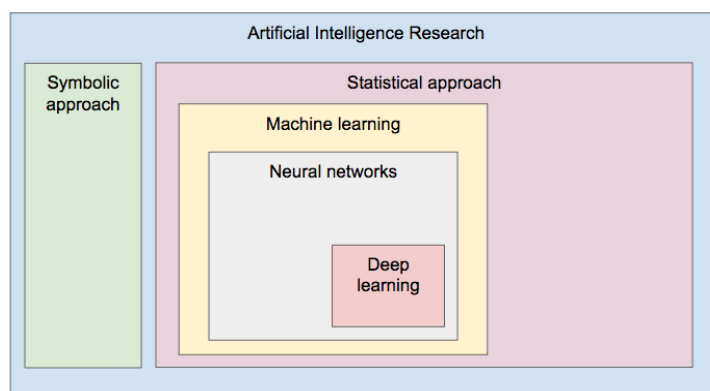 Artificial Intelligence Research
Symbolic
approach
Statistical approach
Machine learning
Neural networks
Deep
learning